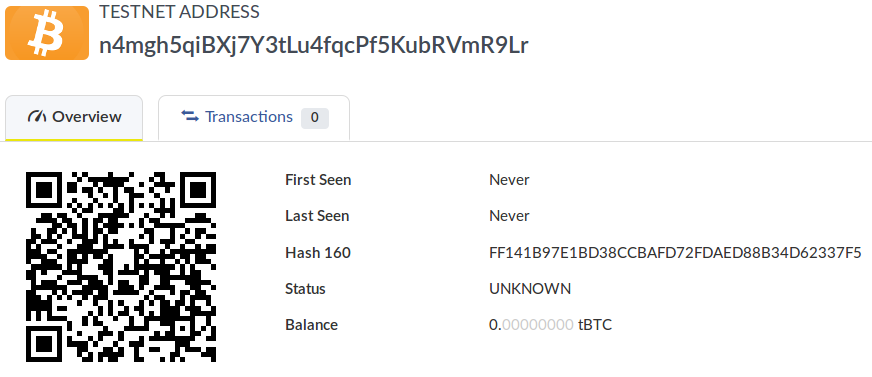 TESTNET ADDRESS
n4mgh5qiBXj7Y3tLu4fqcPf5KubRVmR9Lr
Overview
Transactions 0
First Seen Never
Last Seen Never
Hash 160 FF141B97E1BD38CCBAFD72FDAED88B34D62337F5
Status UNKNOWN
Balance 0.00000000 tBTC